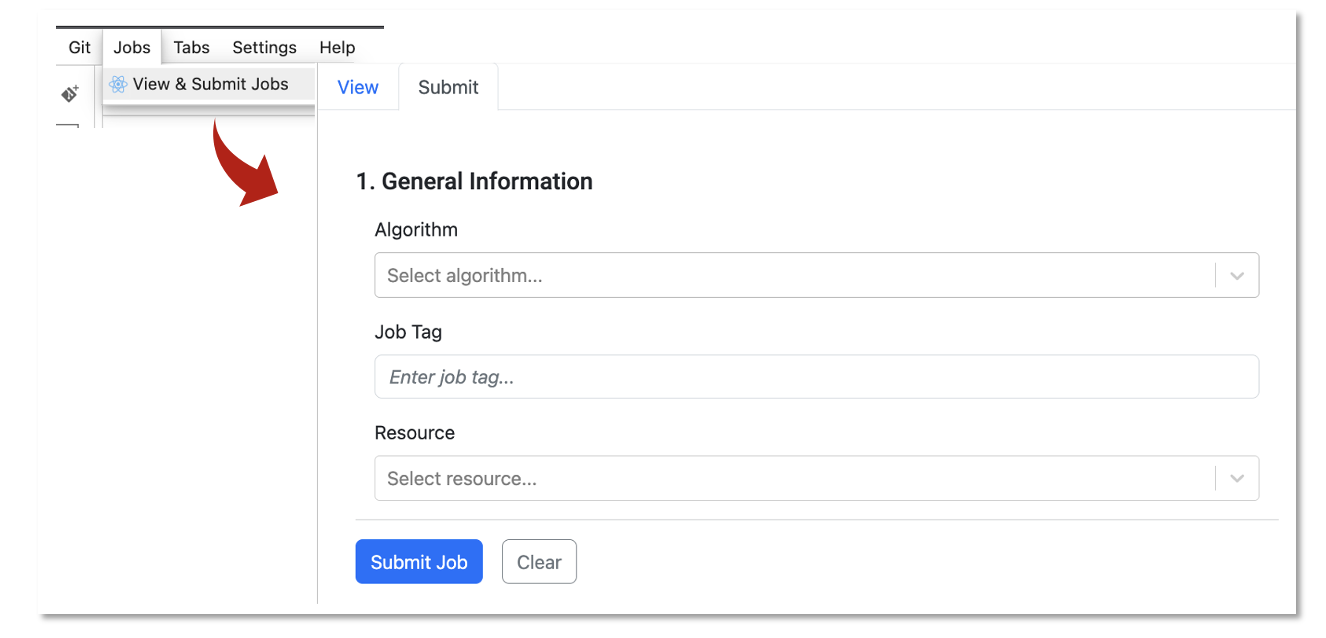 Git Jobs Tabs Settings Help
View & Submit Jobs
View Submit
1. General Information
Algorithm
Select algorithm...
Job Tag
Enter job tag...
Resource
Select resource...
Submit Job Clear